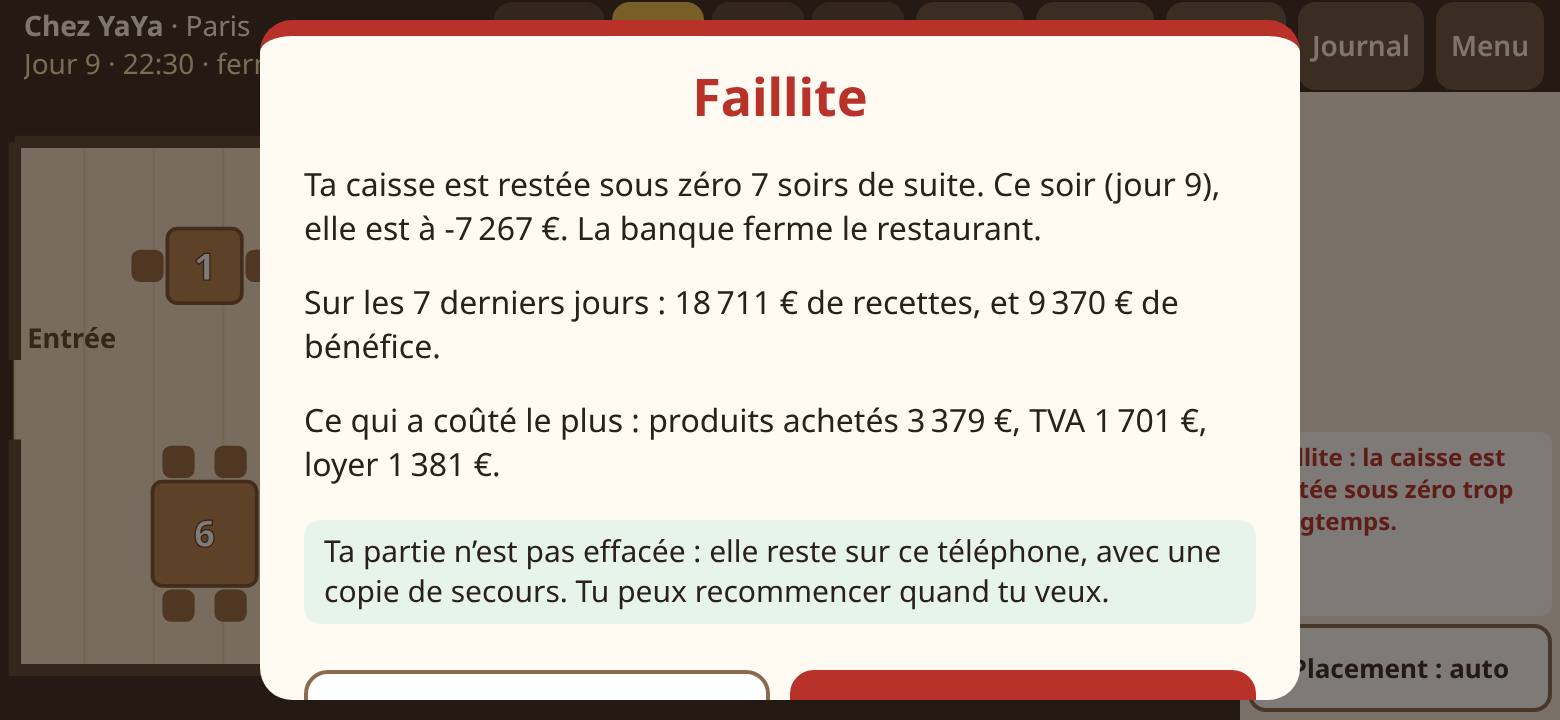 Chez YaYa · Paris
Jour 9 · 22:30 ·
Journal
Menu
Faillite
Ta caisse est restée sous zéro 7 soirs de suite. Ce soir (jour 9),
elle est à -7 267 €. La banque ferme le restaurant.
Sur les 7 derniers jours : 18 711 € de recettes, et 9 370 € de
bénéfice.
Ce qui a coûté le plus : produits achetés 3 379 €, TVA 1 701 €,
loyer 1 381 €.
Ta partie n’est pas effacée : elle reste sur ce téléphone, avec une
copie de secours. Tu peux recommencer quand tu veux.
1
Entrée
6
llite : la caisse est
tée sous zéro trop
gtemps.
Placement : auto